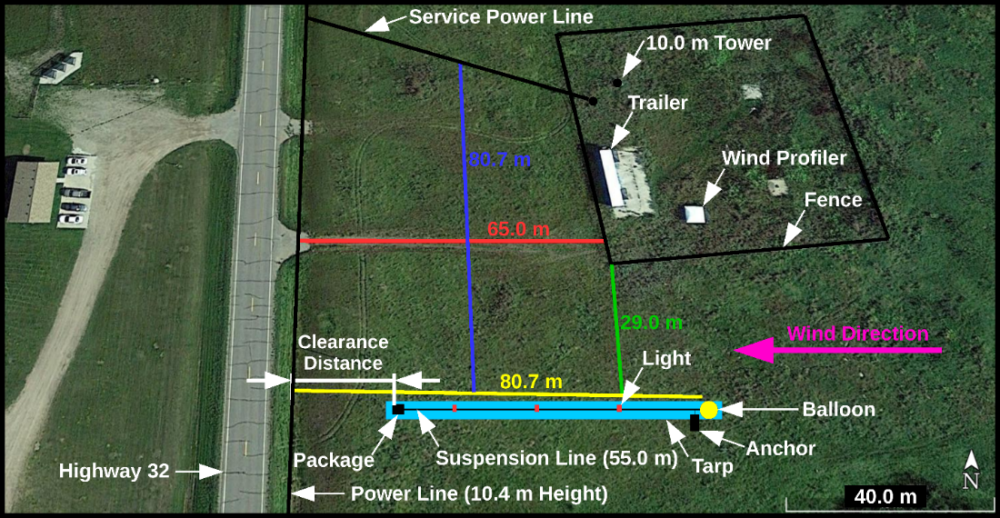 Service Power Line
10.0 m Tower
Trailer
80.7 m
Wind Profiler
Fence
65.0 m
29.0 m
Wind Direction
Clearance
Distance
Light
80.7 m
Balloon
Package
Suspension Line (55.0 m)
Tarp
Anchor
Highway 32
Power Line (10.4 m Height)
N
40.0 m